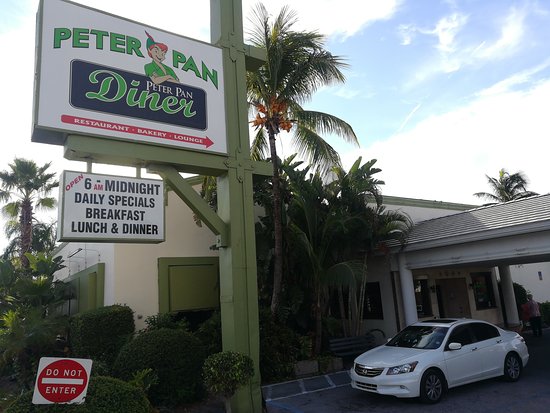 PETER PAN
PETER PAN
Diner
RESTAURANT · BAKERY · LOUNGE
OPEN 6 AM MIDNIGHT
DAILY SPECIALS
BREAKFAST
LUNCH & DINNER
DO NOT
ENTER